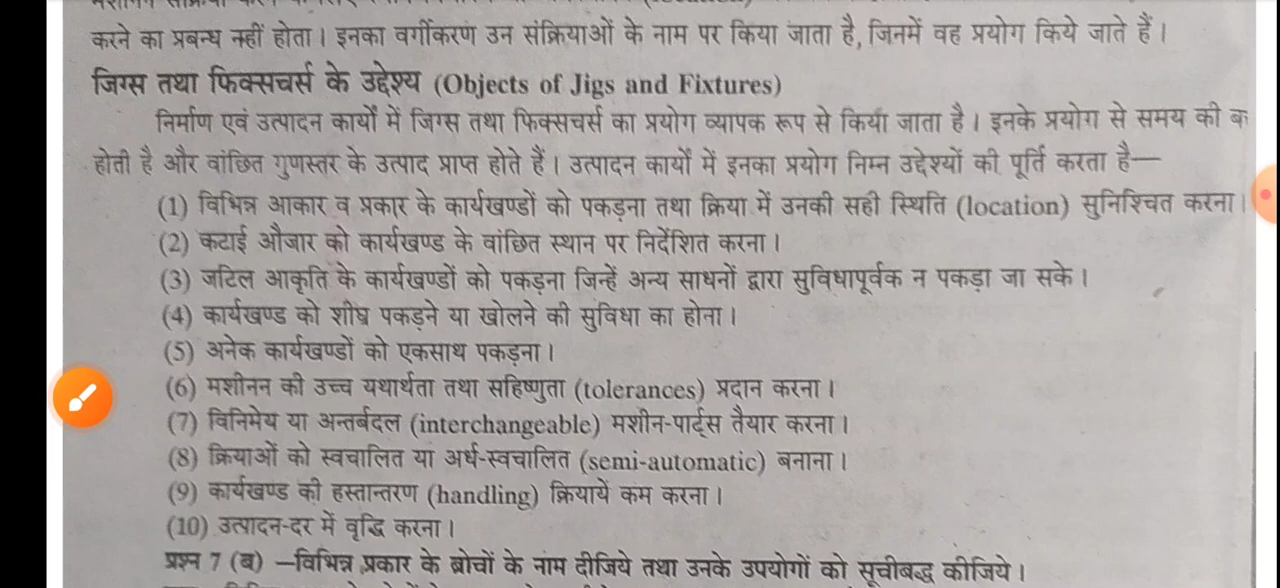 करने का प्रबन्ध नहीं होता। इनका वर्गीकरण उन संक्रियाओं के नाम पर किया जाता है, जिनमें वह प्रयोग किये जाते हैं।
जिग्स तथा फिक्सचर्स के उद्देश्य (Objects of Jigs and Fixtures)
निर्माण एवं उत्पादन कार्यों में जिग्स तथा फिक्सचर्स का प्रयोग व्यापक रूप से किया जाता है। इनके प्रयोग से समय की
होती है और वांछित गुणस्तर के उत्पाद प्राप्त होते हैं। उत्पादन कार्यों में इनका प्रयोग निम्न उद्देश्यों की पूर्ति करता है—
(1) विभिन्न आकार व प्रकार के कार्यखण्डों को पकड़ना तथा क्रिया में उनकी सही स्थिति (location) सुनिश्चित करना।
(2) कटाई औजार को कार्यखण्ड के वांछित स्थान पर निर्देशित करना।
(3) जटिल आकृति के कार्यखण्डों को पकड़ना जिन्हें अन्य साधनों द्वारा सुविधापूर्वक न पकड़ा जा सके।
(4) कार्यखण्ड को शीघ्र पकड़ने या खोलने की सुविधा का होना।
(5) अनेक कार्यखण्डों को एकसाथ पकड़ना।
(6) मशीनन की उच्च यथार्थता तथा सहिष्णुता (tolerances) प्रदान करना।
(7) विनिमेय या अन्तर्बदल (interchangeable) मशीन-पार्ट्स तैयार करना।
(8) क्रियाओं को स्वचालित या अर्ध-स्वचालित (semi-automatic) बनाना।
(9) कार्यखण्ड की हस्तान्तरण (handling) क्रियायें कम करना।
(10) उत्पादन-दर में वृद्धि करना।
प्रश्न 7 (ब) —विभिन्न प्रकार के ब्रोचों के नाम दीजिये तथा उनके उपयोगों को सूचीबद्ध कीजिये।